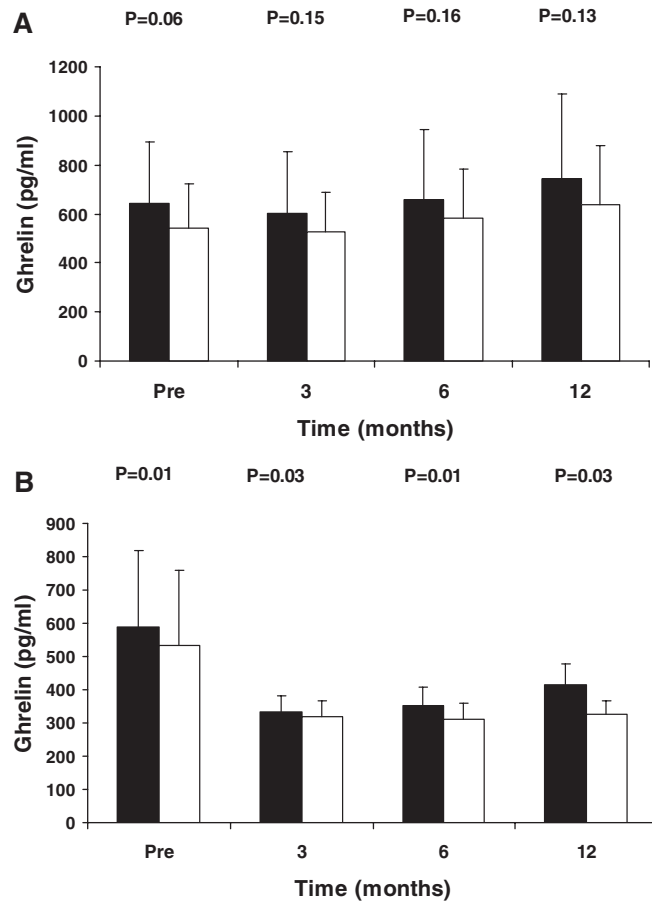 A
P=0.06 P=0.15 P=0.16 P=0.13
1200
1000
800
600
400
200
0
Ghrelin (pg/ml)
Pre 3 6 12
Time (months)
B
P=0.01 P=0.03 P=0.01 P=0.03
900
800
700
600
500
400
300
200
100
0
Ghrelin (pg/ml)
Pre 3 6 12
Time (months)